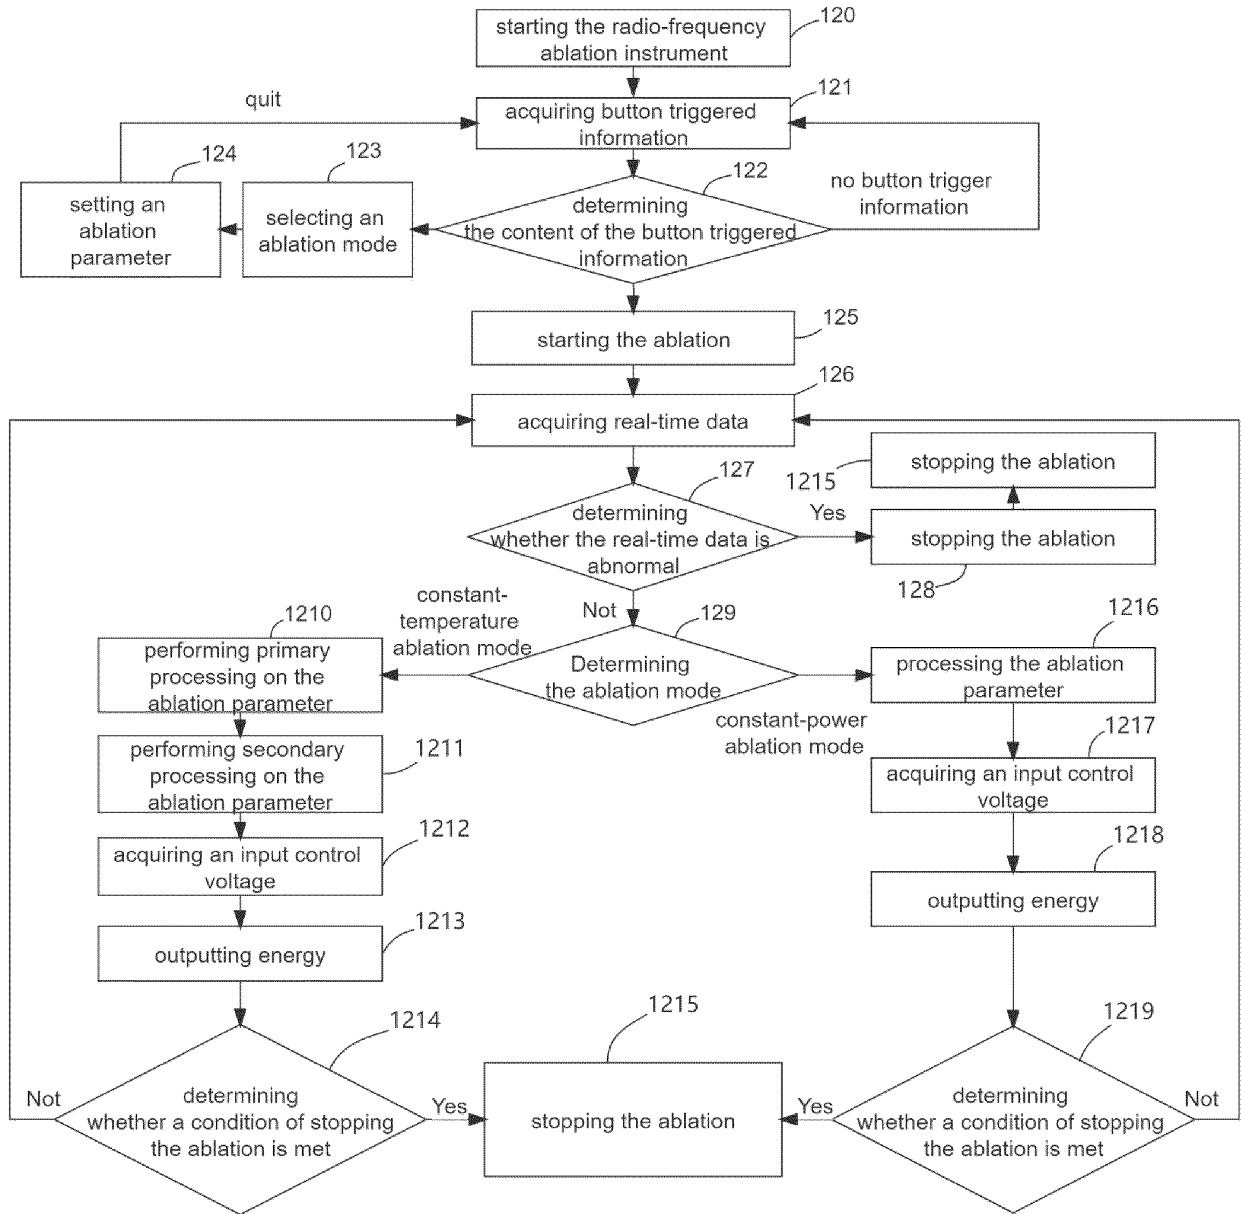 starting the radio-frequency
ablation instrument
120
quit
acquiring button triggered
information
121
124
123
122
no button trigger
information
setting an
ablation
parameter
selecting an
ablation mode
determining
the content of the button triggered
information
starting the ablation
125
acquiring real-time data
126
1215
stopping the ablation
127
determining
whether the real-time data is
abnormal
Yes
stopping the ablation
128
Not
constant-
temperature
ablation mode
129
1210
1216
performing primary
processing on the
ablation parameter
Determining
the ablation mode
processing the ablation
parameter
constant-power
ablation mode
1217
performing secondary
processing on the
ablation parameter
1211
acquiring an input control
voltage
1212
acquiring an input control
voltage
1218
outputting energy
1213
outputting energy
1214
1215
1219
Not
determining
whether a condition of stopping
the ablation is met
Yes
stopping the ablation
Yes
determining
whether a condition of stopping
the ablation is met
Not